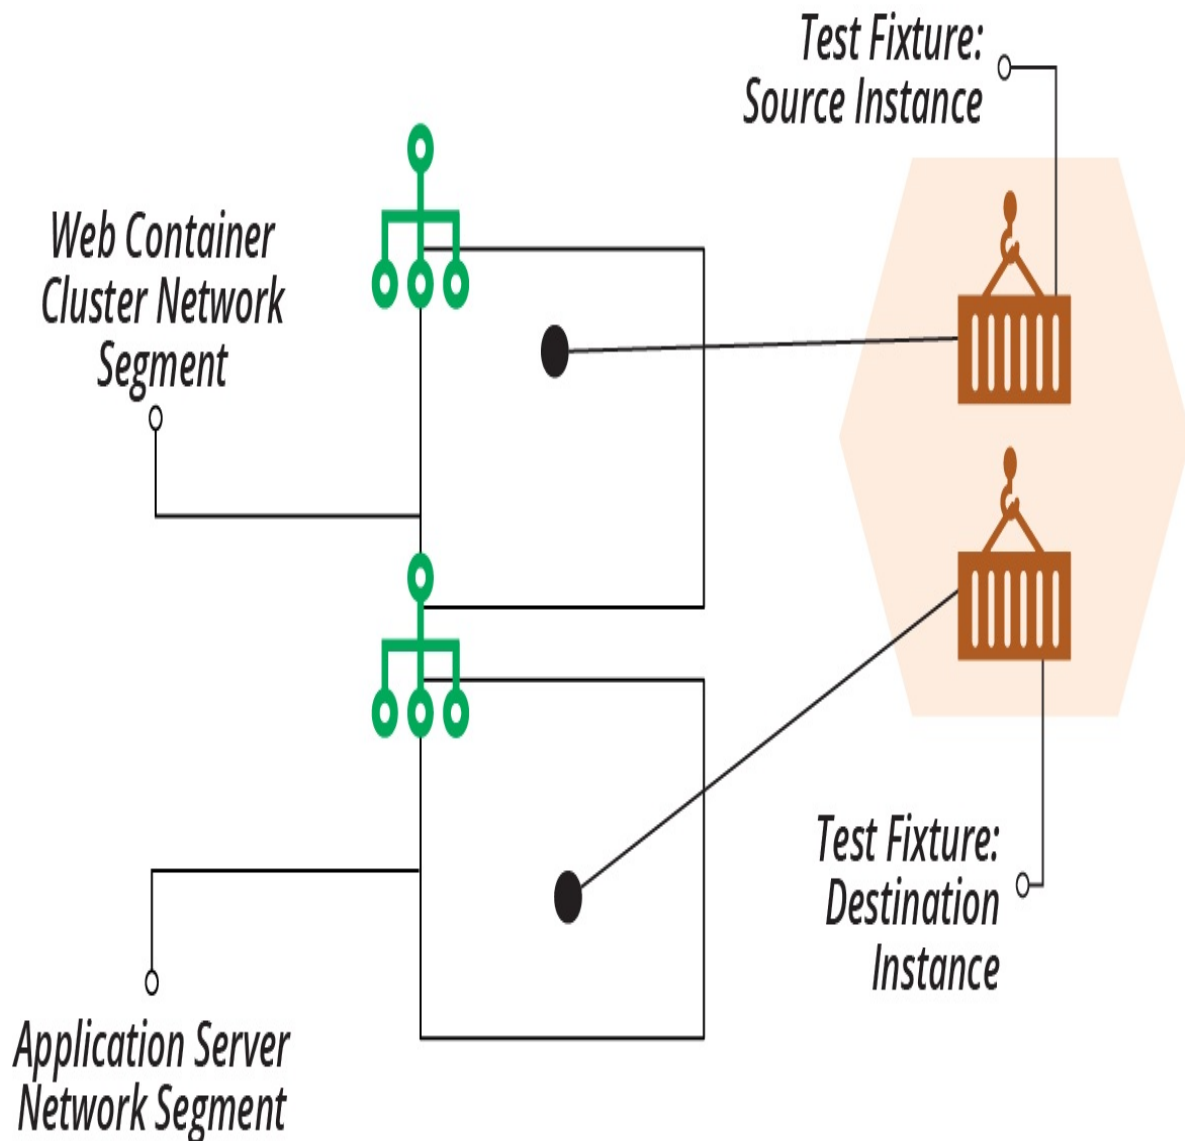 Test Fixture:
Source Instance
Web Container
Cluster Network
Segment
Test Fixture:
Destination
Instance
Application Server
Network Segment